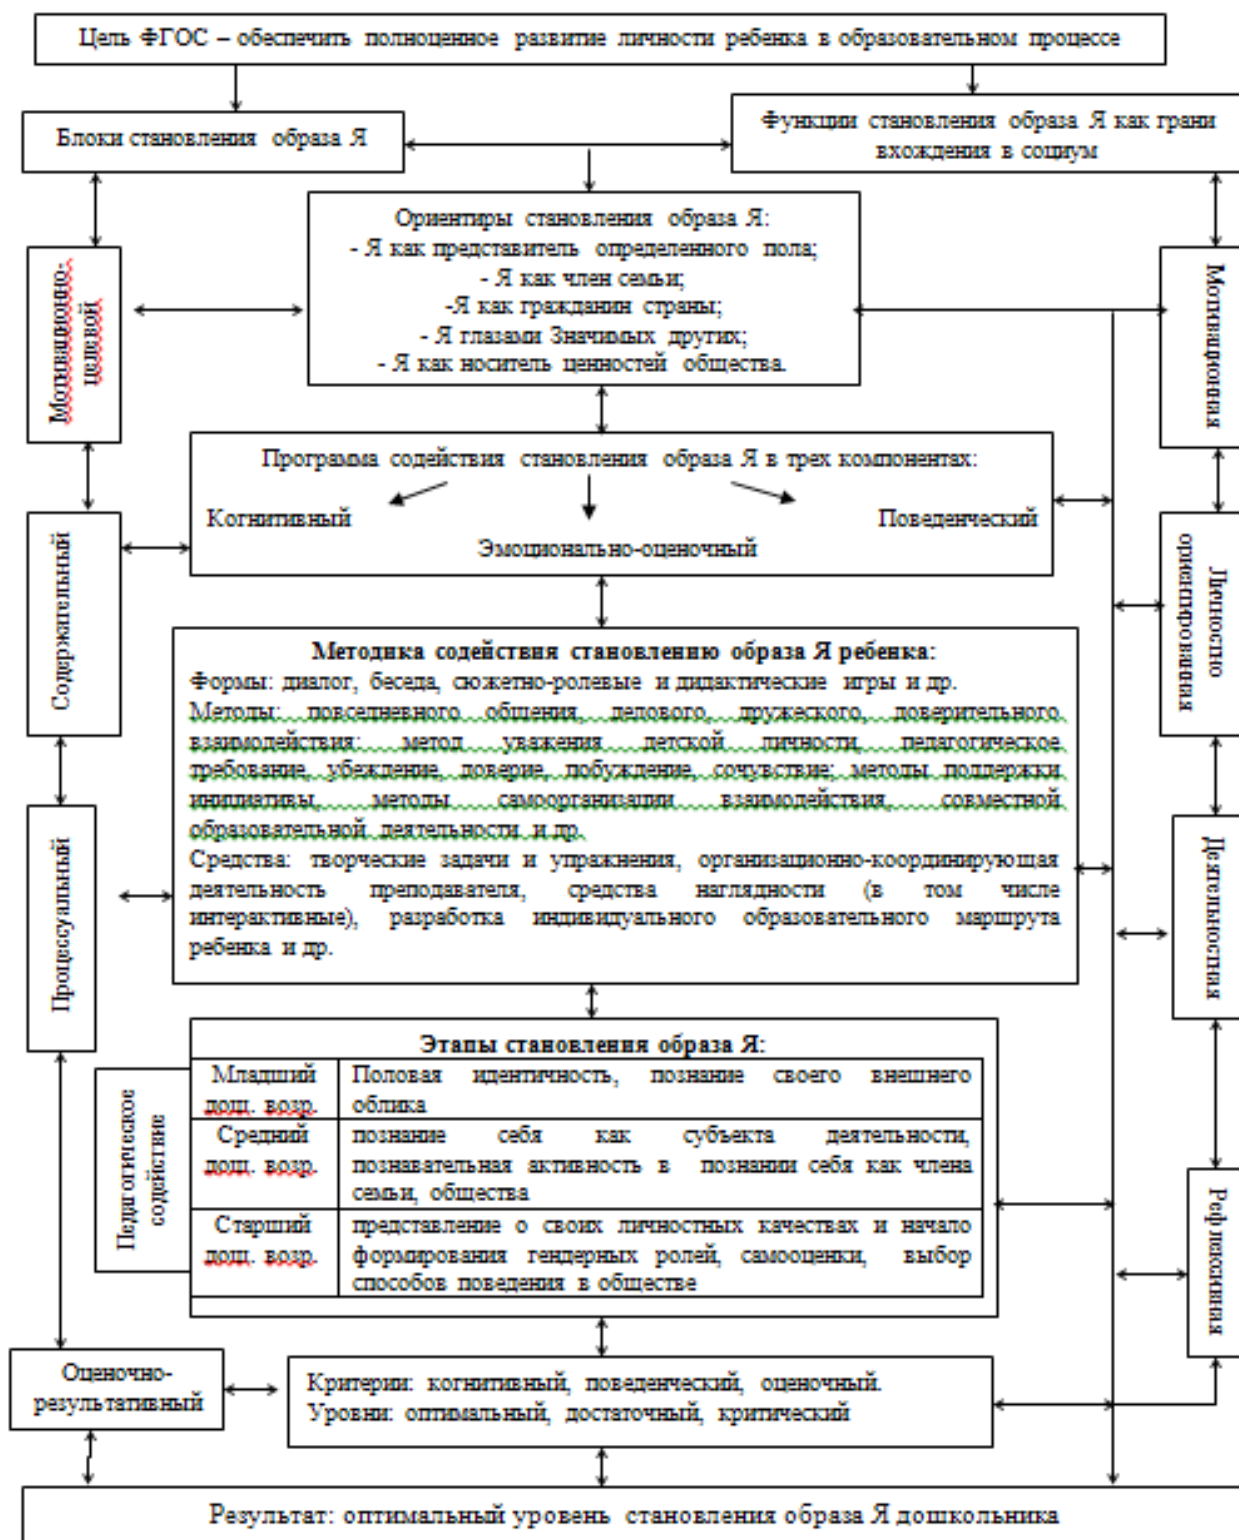 Цель ФГОС – обеспечить полноценное развитие личности ребенка в образовательном процессе
Блоки становления образа Я
Функции становления образа Я как грани
вхождения в социум
Ориентиры становления образа Я:
- Я как представитель определенного пола;
- Я как член семьи;
-Я как гражданин страны;
- Я глазами Значимых других;
- Я как носитель ценностей общества.
Мотивационно-
целевой
Мотивационная
Программа содействия становления образа Я в трех компонентах:
Когнитивный
Поведенческий
Эмоционально-оценочный
Содержательный
Личностно
ориентированная
Методика содействия становлению образа Я ребенка:
Формы: диалог, беседа, сюжетно-ролевые и дидактические игры и др.
Методы: повседневного общения, делового, дружеского, доверительного
взаимодействия: метод уважения детской личности, педагогическое
требование, убеждение, доверие, побуждение, сочувствие; методы поддержки
инициативы, методы самоорганизации взаимодействия, совместной
образовательной деятельности и др.
Средства: творческие задачи и упражнения, организационно-координирующая
деятельность преподавателя, средства наглядности (в том числе
интерактивные), разработка индивидуального образовательного маршрута
ребенка и др.
Процессуальный
Деятельностная
Этапы становления образа Я:
Младший
дош. возр.
Половая идентичность, познание своего внешнего
облика
Средний
дош. возр.
познание себя как субъекта деятельности,
познавательная активность в познании себя как члена
семьи, общества
Старший
дош. возр.
представление о своих личностных качествах и начало
формирования гендерных ролей, самооценки, выбор
способов поведения в обществе
Педагогическое
содействие
Рефлексивная
Оценочно-
результативный
Критерии: когнитивный, поведенческий, оценочный.
Уровни: оптимальный, достаточный, критический
Результат: оптимальный уровень становления образа Я дошкольника